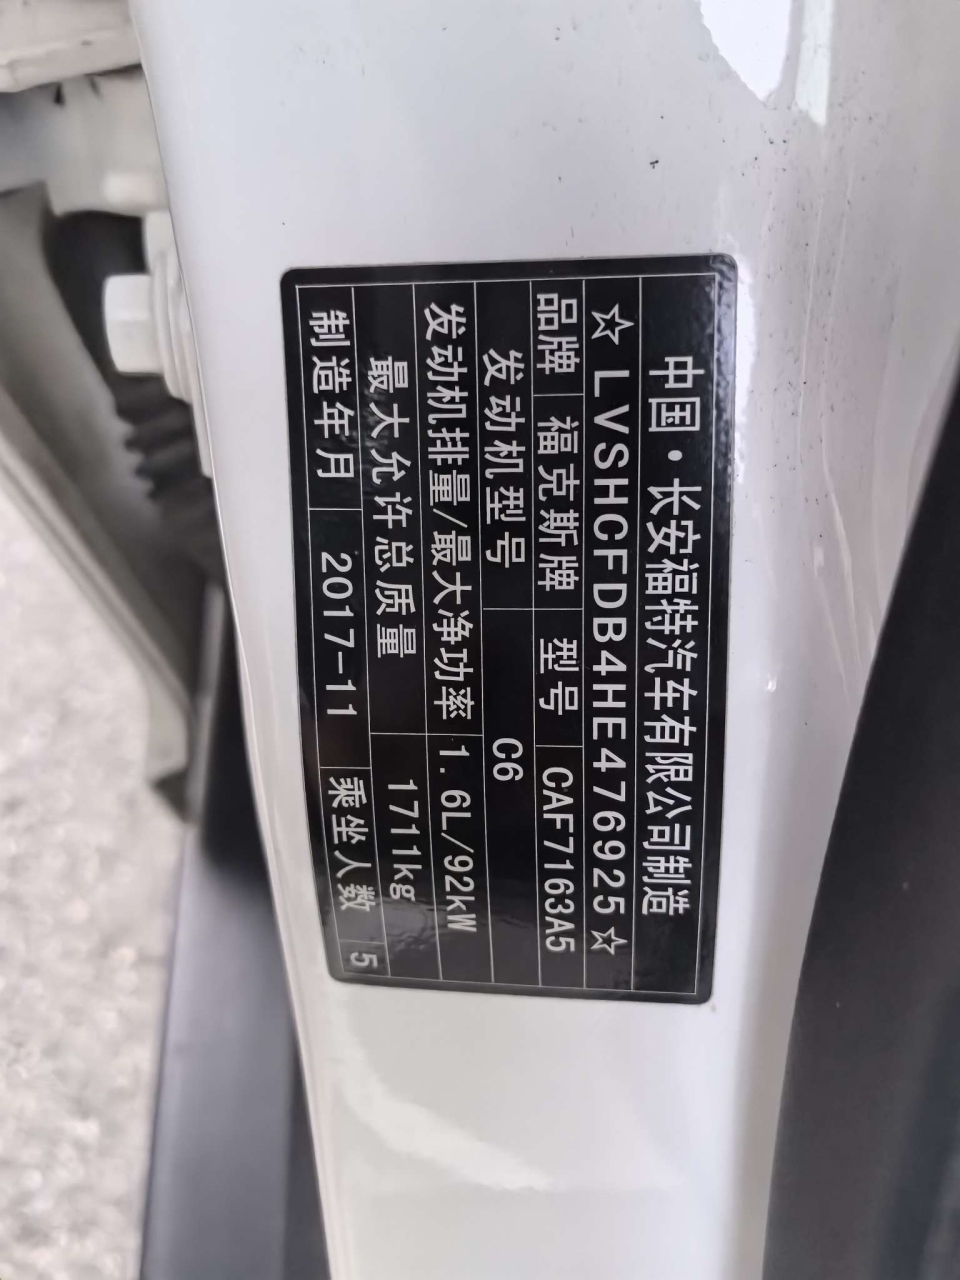 中国·长安福特汽车有限公司制造
☆LVSHCFDB4HE476925☆
品牌 福克斯牌 型号 CAF7163A5
发动机型号 C6
发动机排量/最大净功率 1.6L/92kW
最大允许总质量 1711kg
制造年月 2017-11 乘坐人数 5